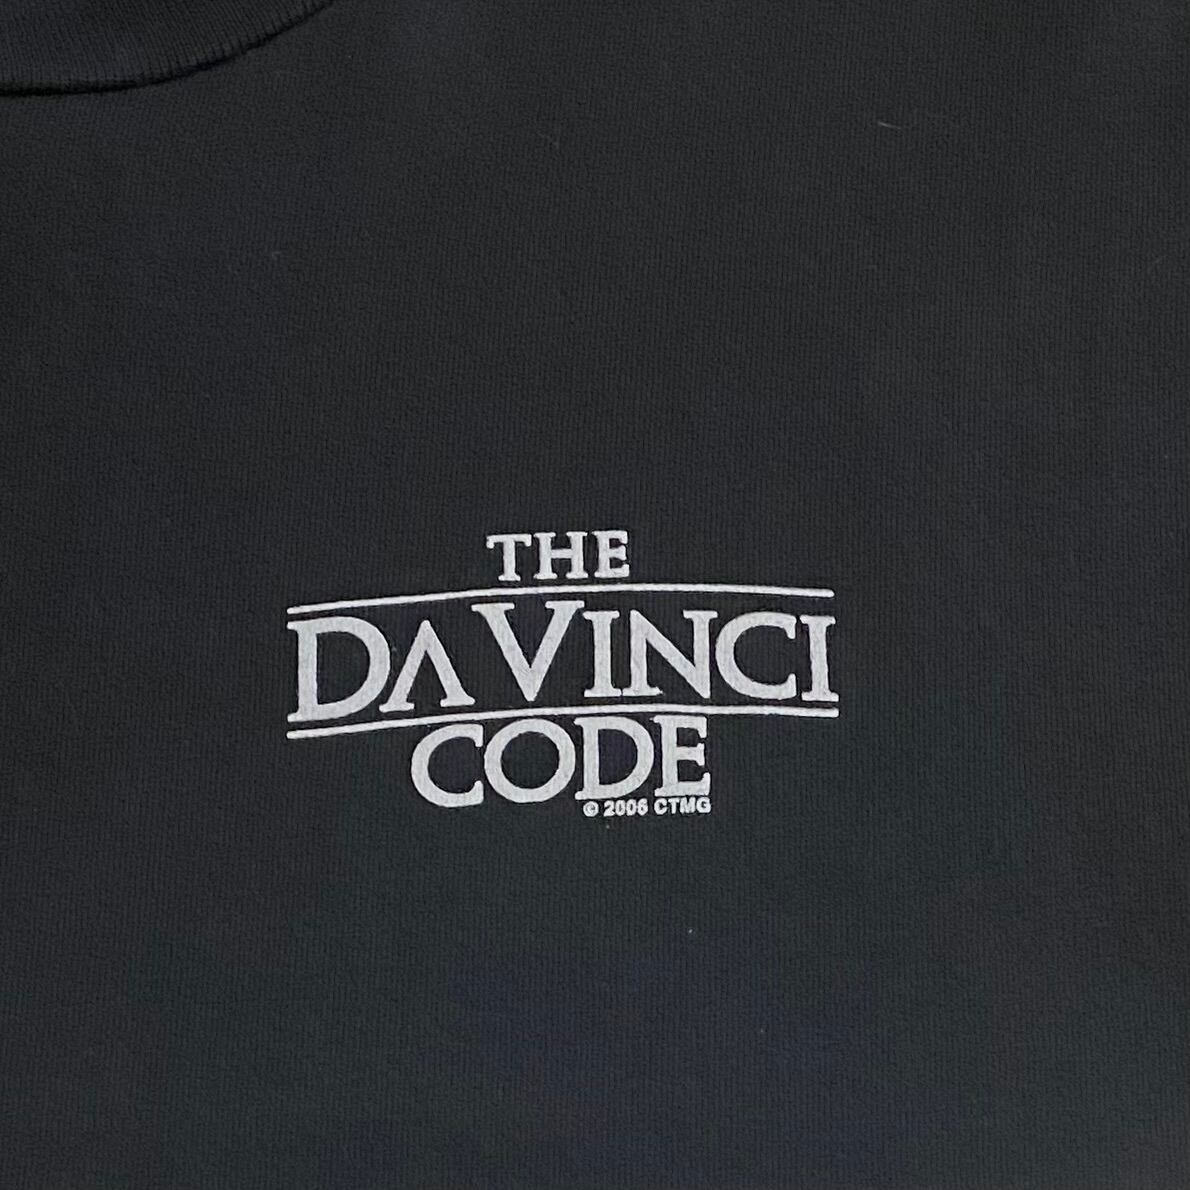 THE
DA VINCI
CODE
© 2006 CTMG